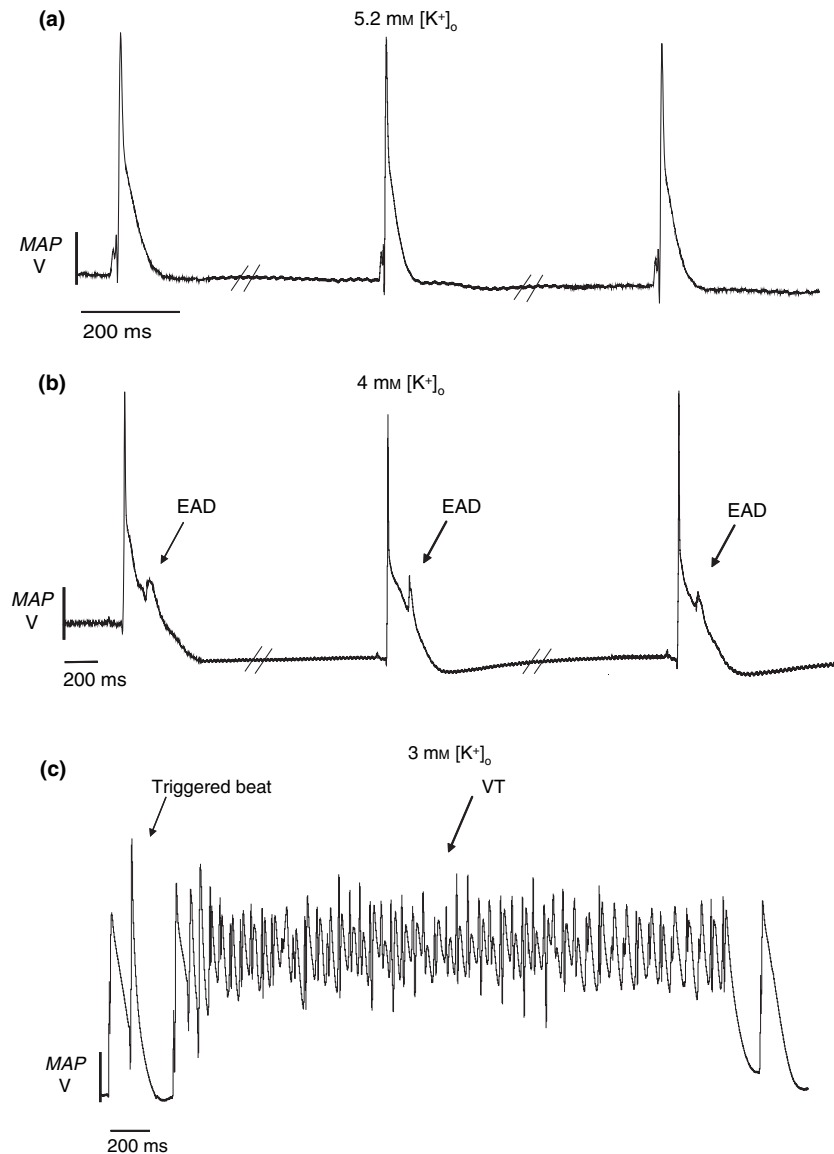 (a)
5.2 mM [K⁺]ₒ
MAP
V
200 ms
(b)
4 mM [K⁺]ₒ
EAD
EAD
EAD
MAP
V
200 ms
(c)
3 mM [K⁺]ₒ
Triggered beat
VT
MAP
V
200 ms